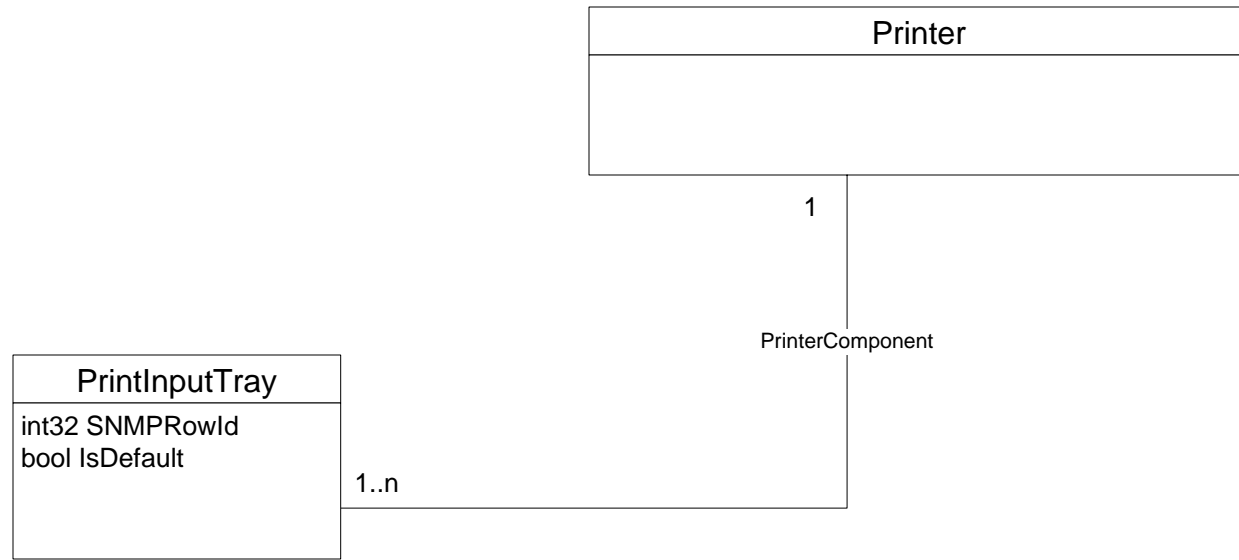 Printer
1
PrinterComponent
PrintInputTray
int32 SNMPRowId
bool IsDefault
1..n